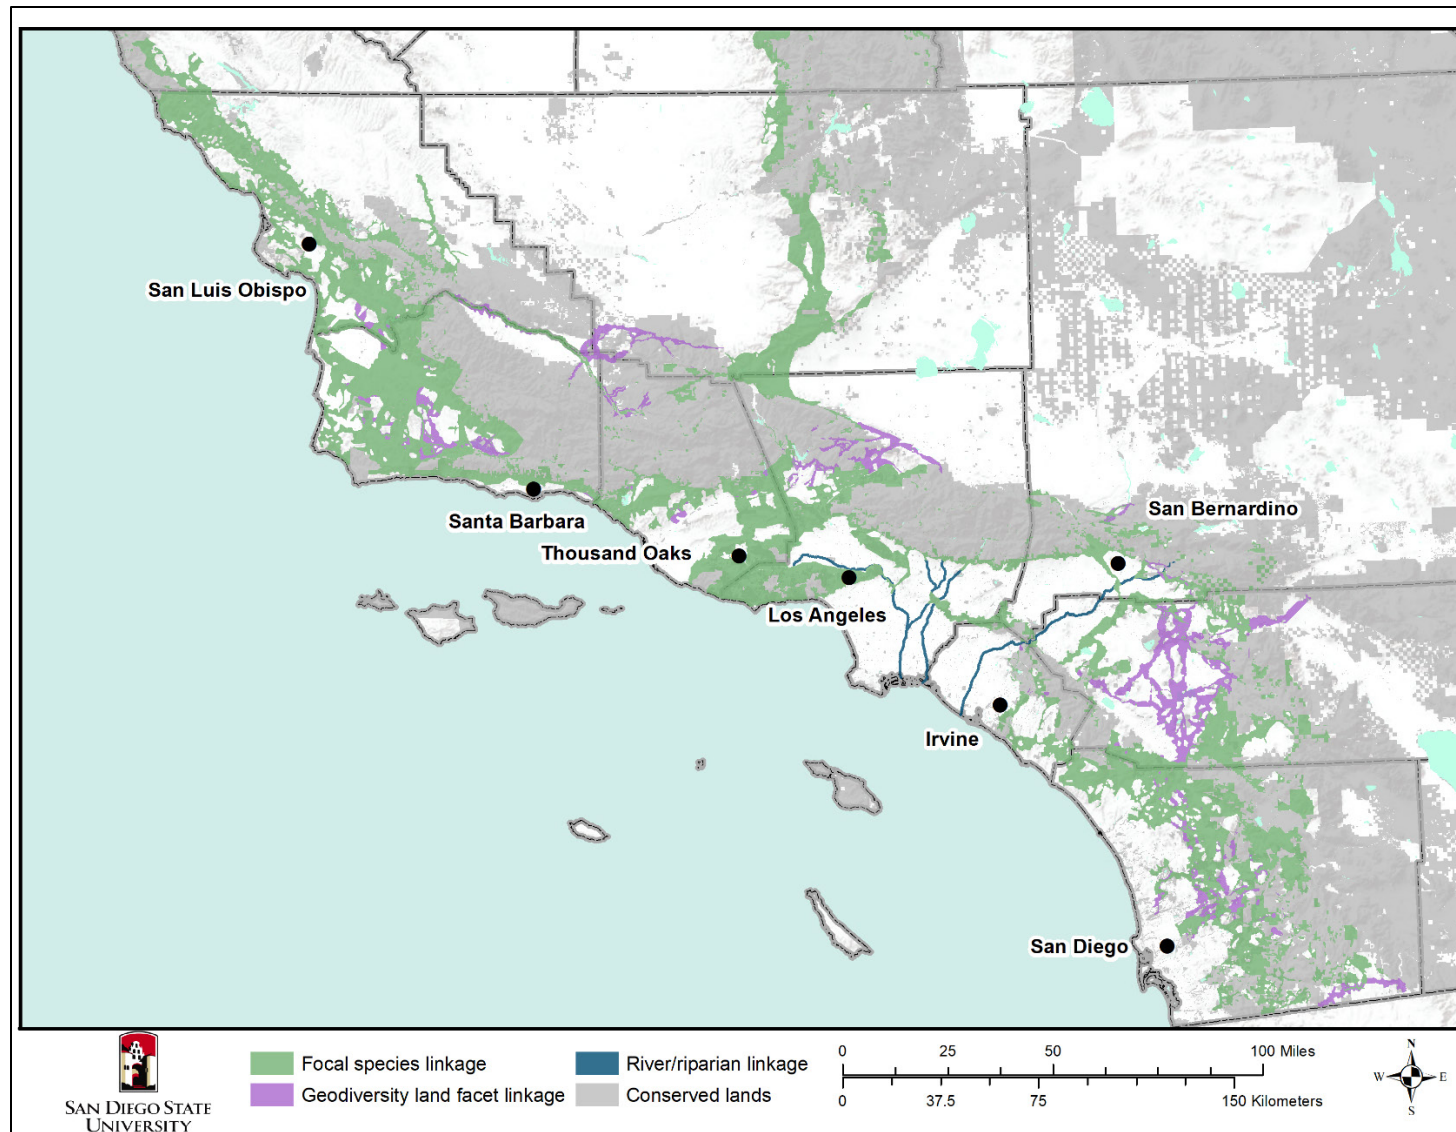 San Luis Obispo
Santa Barbara
Thousand Oaks
Los Angeles
San Bernardino
Irvine
San Diego
SAN DIEGO STATE
UNIVERSITY
Focal species linkage
Geodiversity land facet linkage
River/riparian linkage
Conserved lands
0 25 50 100 Miles
0 37.5 75 150 Kilometers
N
W E
S